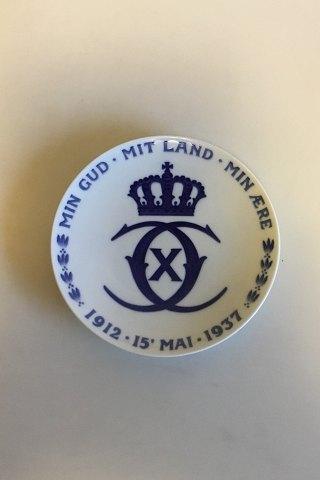 MIN GUD · MIT LAND · MIN ÆRE
X
1912 · 15' MAI · 1937